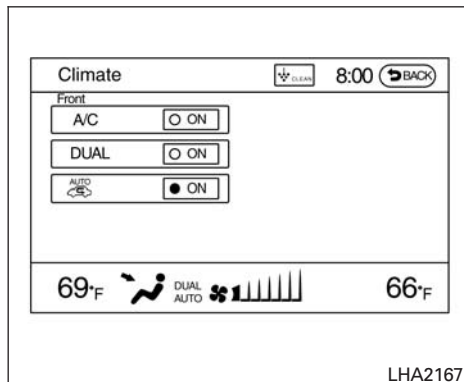 Climate CLEAN 8:00 BACK
Front
A/C ON
DUAL ON
AUTO ON
69°F DUAL AUTO 66°F
LHA2167